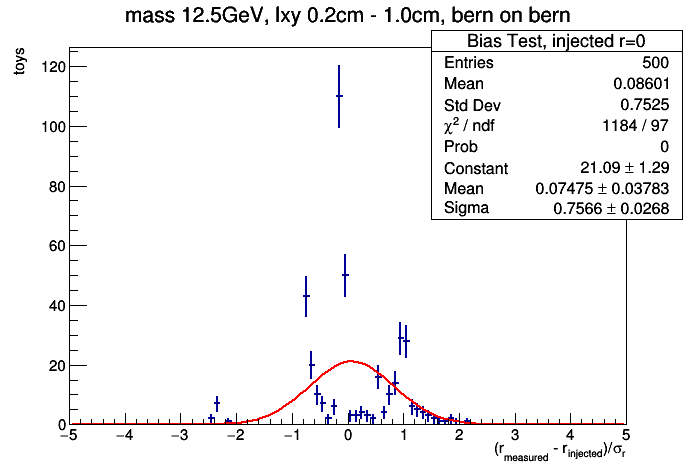 mass 12.5GeV, lxy 0.2cm - 1.0cm, bern on bern
Bias Test, injected r=0
Entries 500
Mean 0.08601
Std Dev 0.7525
χ² / ndf 1184 / 97
Prob 0
Constant 21.09 ± 1.29
Mean 0.07475 ± 0.03783
Sigma 0.7566 ± 0.0268
toys
120
100
80
60
40
20
0
−5 −4 −3 −2 −1 0 1 2 3 4 5
(r_measured - r_injected)/σ_r